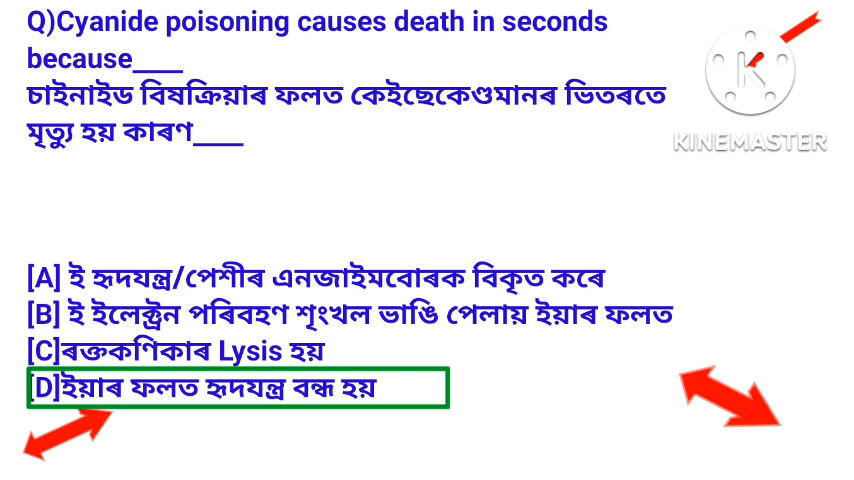 Q)Cyanide poisoning causes death in seconds
because____
চাইনাইড বিষক্ৰিয়াৰ ফলত কেইছেকেণ্ডমানৰ ভিতৰতে
মৃত্যু হয় কাৰণ____
KINEMASTER
[A] ই হৃদযন্ত্ৰ/পেশীৰ এনজাইমবোৰক বিকৃত কৰে
[B] ই ইলেক্ট্ৰন পৰিবহণ শৃংখল ভাঙি পেলায় ইয়াৰ ফলত
[C]ৰক্তকণিকাৰ Lysis হয়
[D]ইয়াৰ ফলত হৃদযন্ত্ৰ বন্ধ হয়